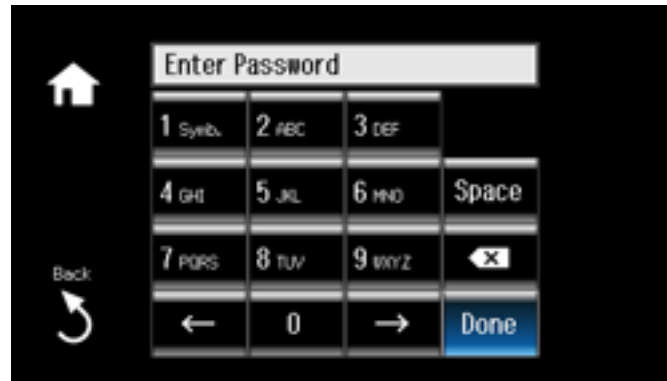 Enter Password
1 Symb. 2 ABC 3 DEF
4 GHI 5 JKL 6 MNO Space
7 PQRS 8 TUV 9 WXYZ
Back
← 0 → Done